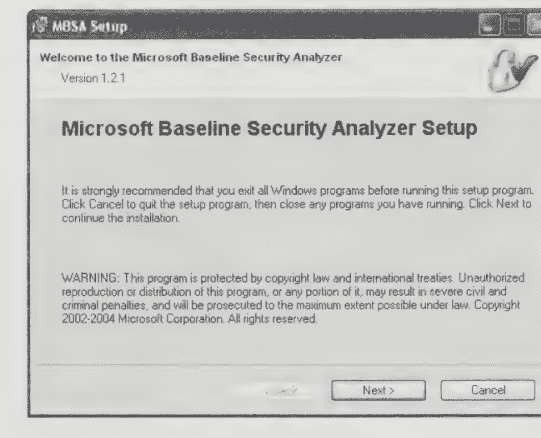 MBSA Setup
Welcome to the Microsoft Baseline Security Analyzer
Version 1.2.1
Microsoft Baseline Security Analyzer Setup
It is strongly recommended that you exit all Windows programs before running this setup program.
Click Cancel to quit the setup program, then close any programs you have running. Click Next to
continue the installation.
WARNING: This program is protected by copyright law and international treaties. Unauthorized
reproduction or distribution of this program, or any portion of it, may result in severe civil and
criminal penalties, and will be prosecuted to the maximum extent possible under law. Copyright
2002-2004 Microsoft Corporation. All rights reserved.
Next > Cancel